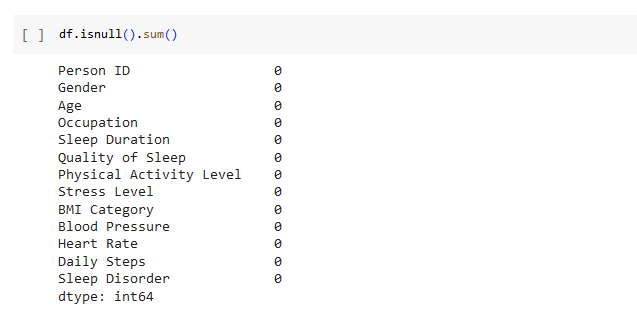 [ ] df.isnull().sum()
Person ID 0
Gender 0
Age 0
Occupation 0
Sleep Duration 0
Quality of Sleep 0
Physical Activity Level 0
Stress Level 0
BMI Category 0
Blood Pressure 0
Heart Rate 0
Daily Steps 0
Sleep Disorder 0
dtype: int64